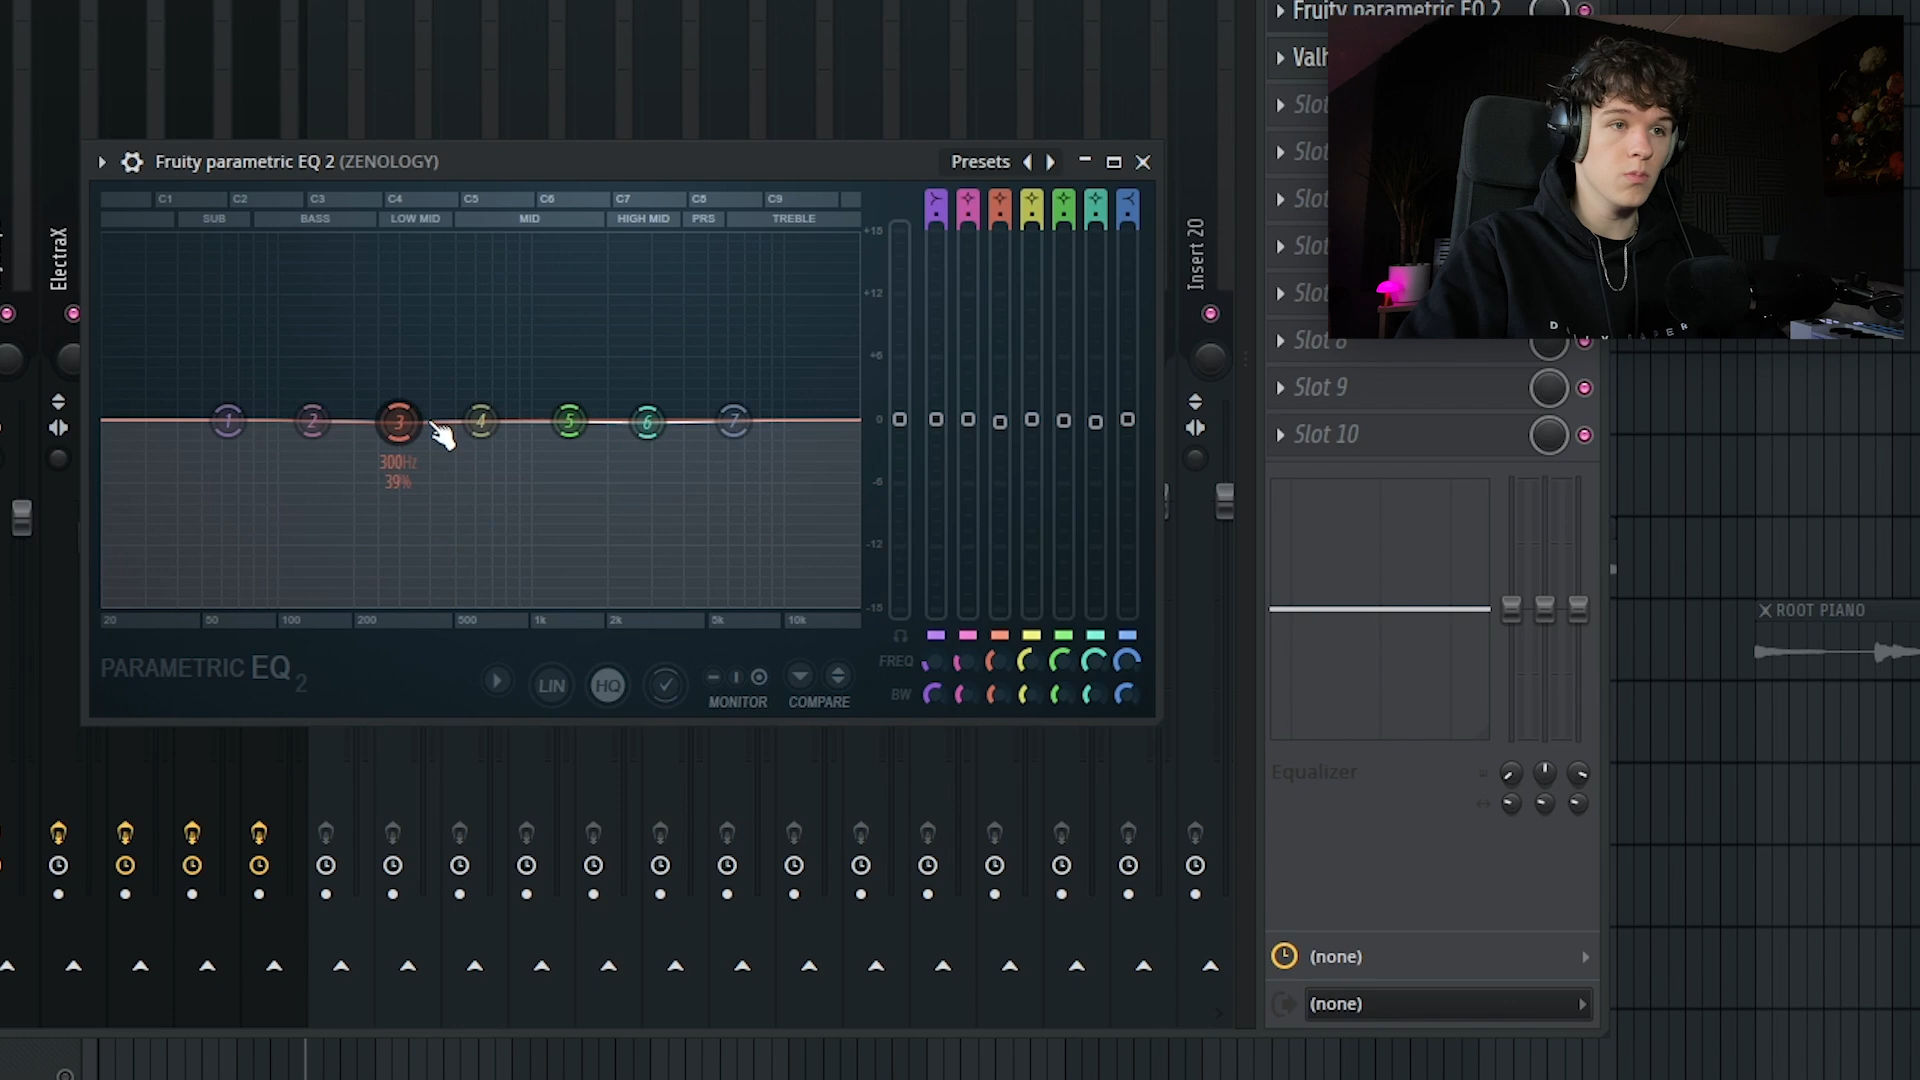 Fruity parametric EQ 2
Valh
Slot
Slot
Slot
Slot
Slot
Slot 8
Slot 9
Slot 10
Fruity parametric EQ 2 (ZENOLOGY)
Presets
C1 C2 C3 C4 C5 C6 C7 C8 C9
SUB BASS LOW MID MID HIGH MID PRS TREBLE
+15
+12
+6
0
-6
-12
-15
1 2 3 4 5 6 7
300Hz
39%
20 50 100 200 500 1k 2k 5k 10k
PARAMETRIC EQ 2
LIN
HQ
MONITOR
COMPARE
FREQ
BW
ElectraX
Insert 20
ROOT PIANO
Equalizer
(none)
(none)